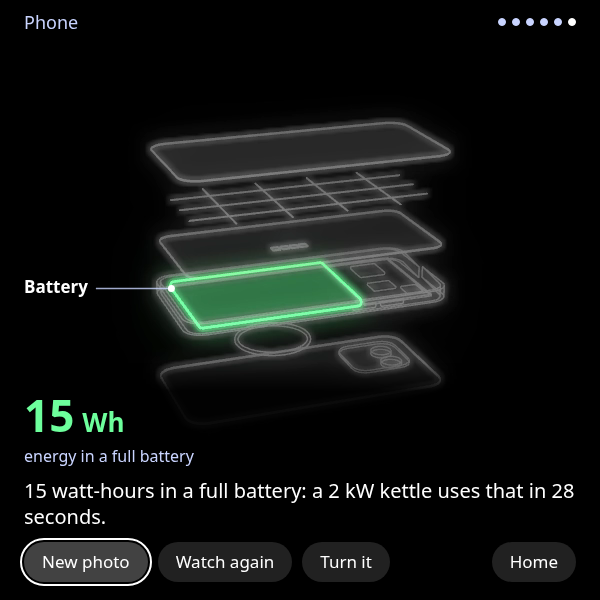 Phone
Battery
15 Wh
energy in a full battery
15 watt-hours in a full battery: a 2 kW kettle uses that in 28
seconds.
New photo
Watch again
Turn it
Home